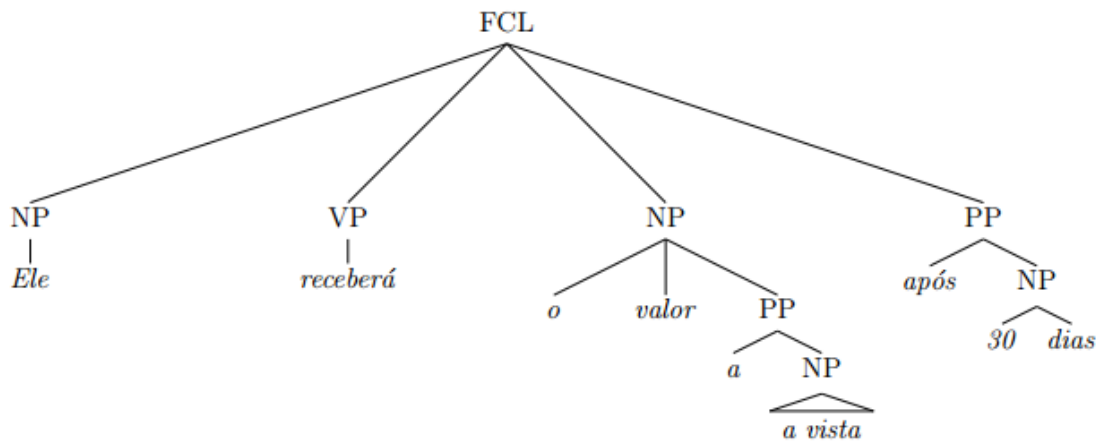 FCL
NP VP NP PP
Ele receberá o valor PP após NP
a NP 30 dias
a vista